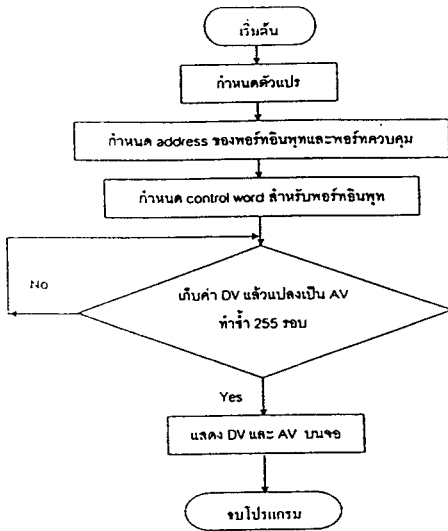 เริ่มต้น
กำหนดตัวแปร
กำหนด address ของพอร์ทอินพุทและพอร์ทควบคุม
กำหนด control word สำหรับพอร์ทอินพุท
No
เก็บค่า DV แล้วแปลงเป็น AV
ทำซ้ำ 255 รอบ
Yes
แสดง DV และ AV บนจอ
จบโปรแกรม